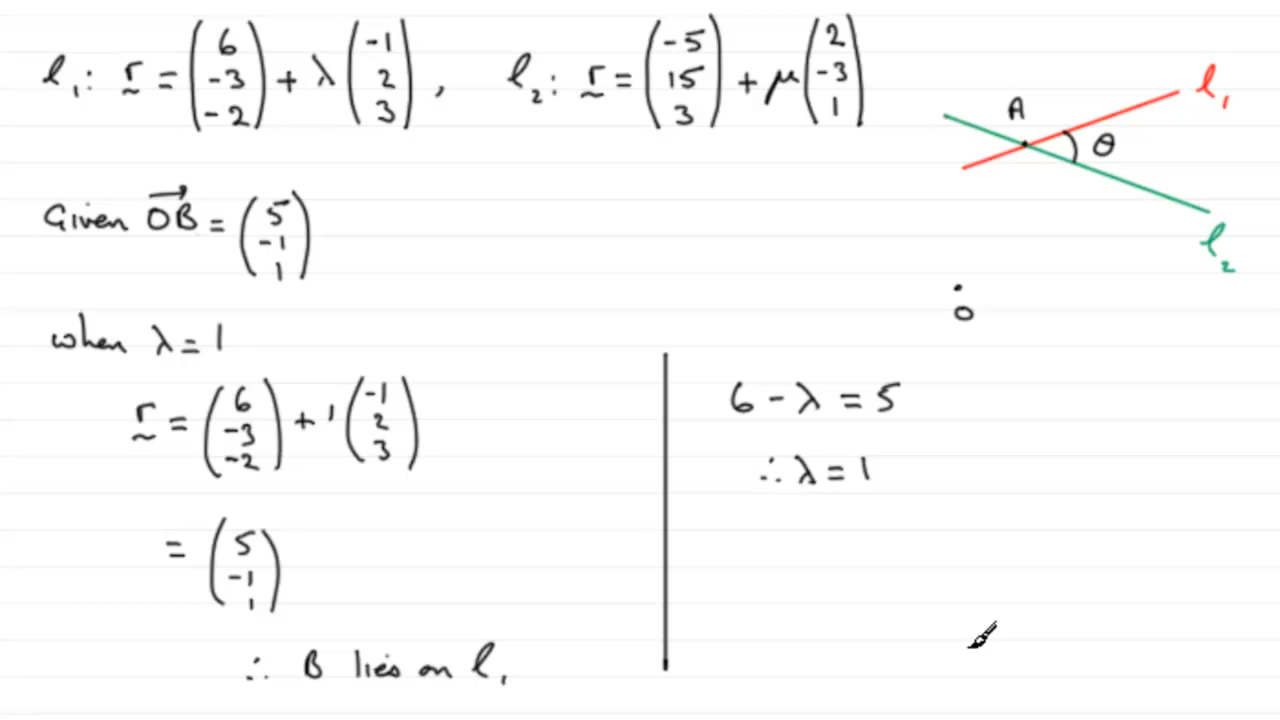 l₁: r = (6 -3 -2) + λ(-1 2 3), l₂: r = (-5 15 3) + μ(2 -3 1)
A
θ
l₁
l₂
O
Given OB = (5 -1 1)
when λ = 1
r = (6 -3 -2) + 1(-1 2 3)
= (5 -1 1)
∴ B lies on l₁
6 - λ = 5
∴ λ = 1